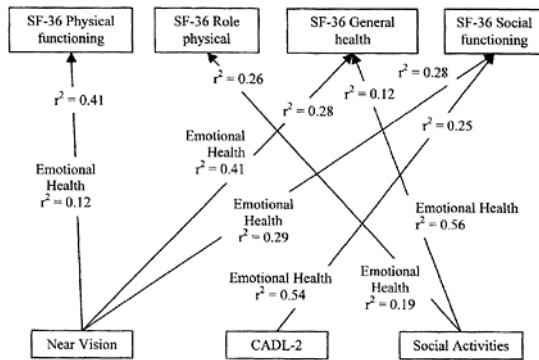 SF-36 Physical
functioning
SF-36 Role
physical
SF-36 General
health
SF-36 Social
functioning
r² = 0.41
r² = 0.26
r² = 0.28
r² = 0.12
r² = 0.28
r² = 0.25
Emotional
Health
r² = 0.41
Emotional
Health
r² = 0.12
Emotional
Health
r² = 0.29
Emotional Health
r² = 0.56
Emotional Health
r² = 0.54
Emotional
Health
r² = 0.19
Near Vision
CADL-2
Social Activities